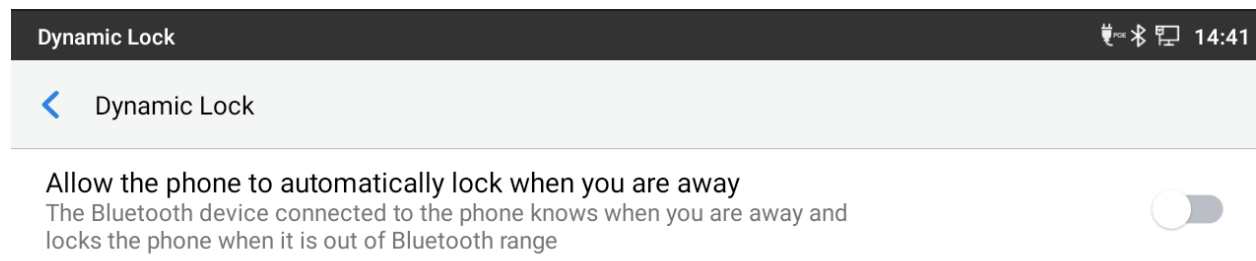 Dynamic Lock
POE 14:41
Dynamic Lock
Allow the phone to automatically lock when you are away
The Bluetooth device connected to the phone knows when you are away and
locks the phone when it is out of Bluetooth range